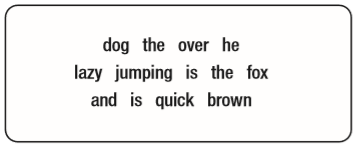 dog the over he
lazy jumping is the fox
and is quick brown